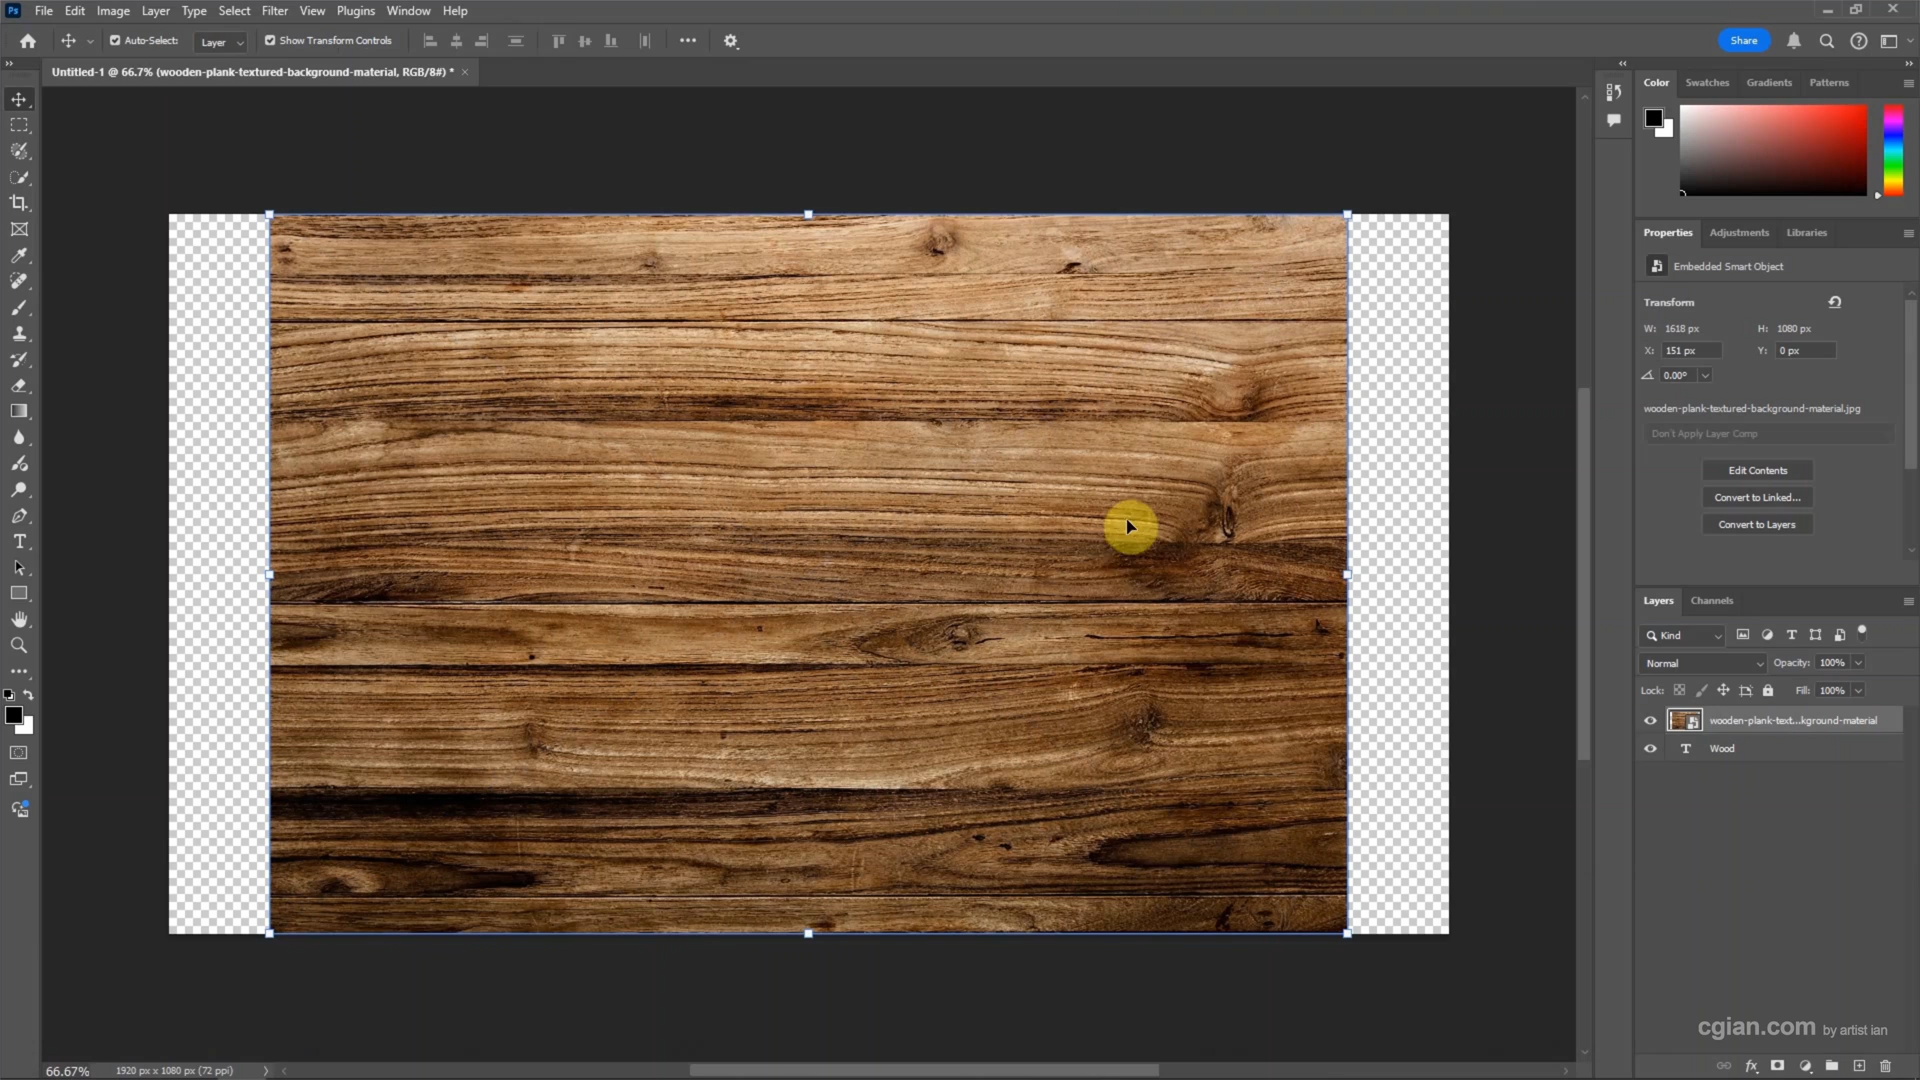 Ps File Edit Image Layer Type Select Filter View Plugins Window Help
Auto-Select: Layer Show Transform Controls Share
Untitled-1 @ 66.7% (wooden-plank-textured-background-material, RGB/8#) *
Color Swatches Gradients Patterns
Properties Adjustments Libraries
Embedded Smart Object
Transform
W: 1618 px H: 1080 px
X: 151 px Y: 0 px
0.00°
wooden-plank-textured-background-material.jpg
Don't Apply Layer Comp
Edit Contents
Convert to Linked...
Convert to Layers
Layers Channels
Kind
Normal Opacity: 100%
Lock: Fill: 100%
wooden-plank-text...kground-material
T Wood
cgian.com by artist ian
66.67% 1920 px x 1080 px (72 ppi)